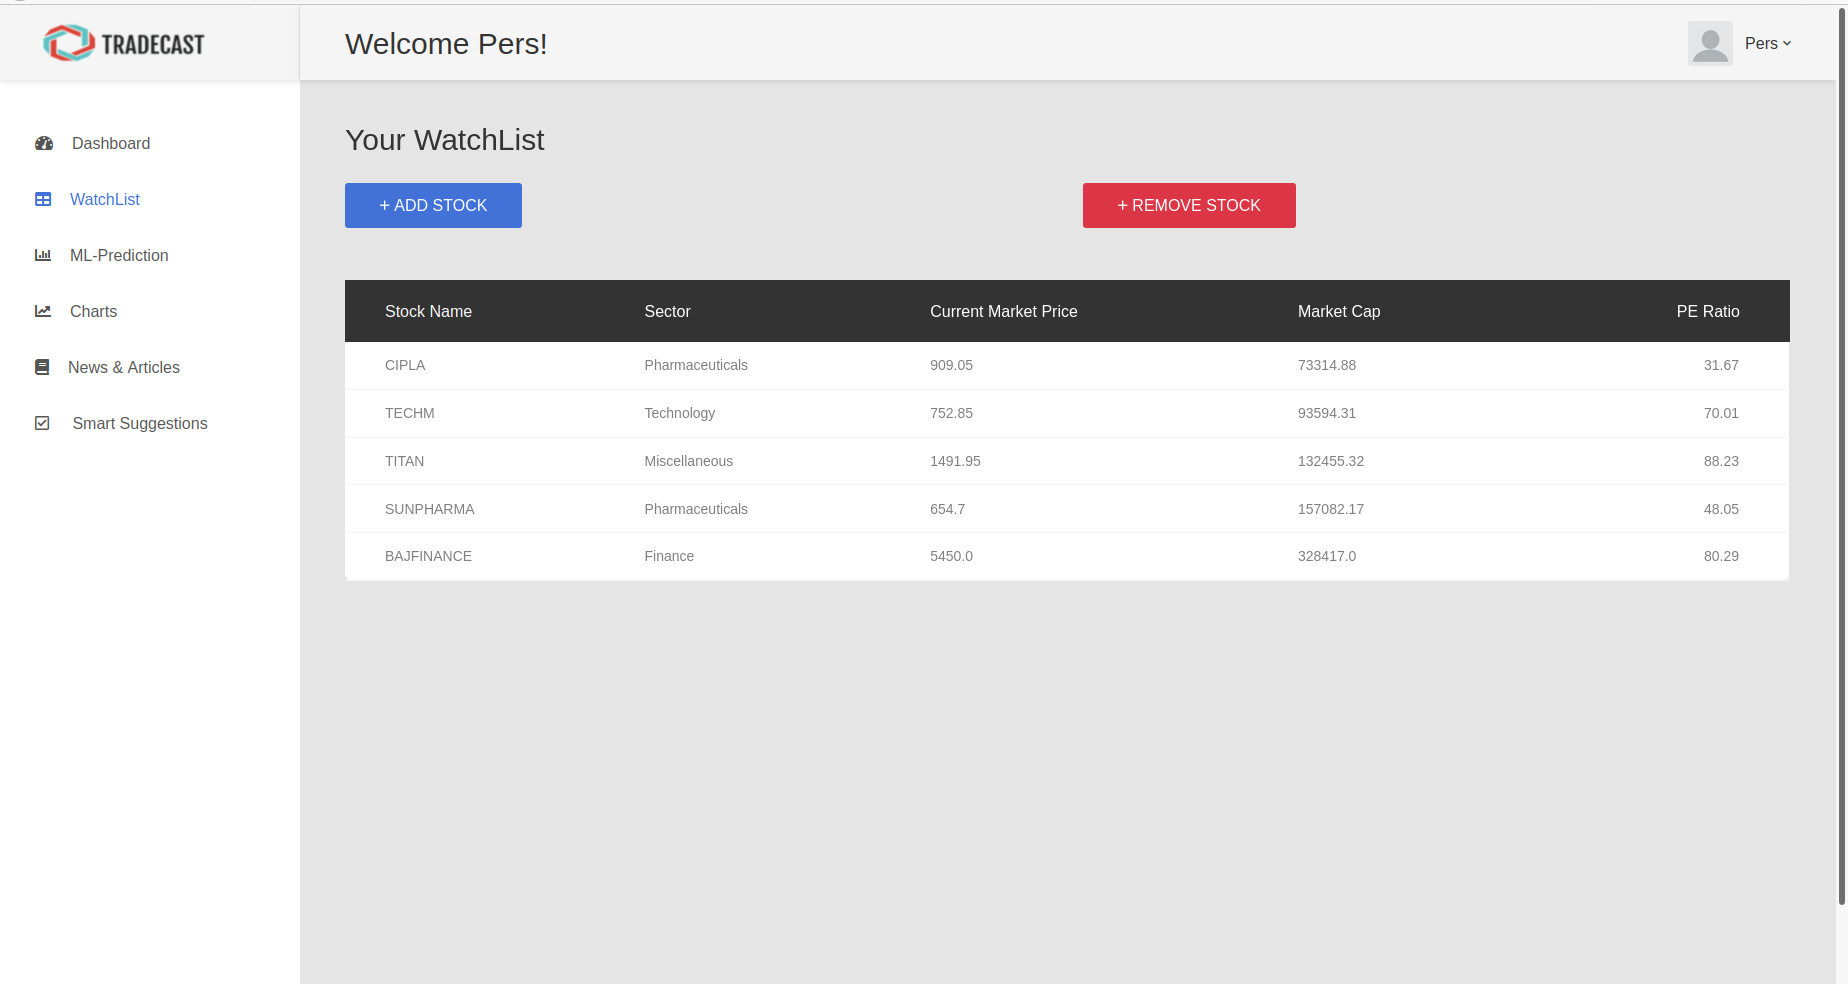 TRADECAST
Welcome Pers!
Pers
Dashboard
WatchList
ML-Prediction
Charts
News & Articles
Smart Suggestions
Your WatchList
+ ADD STOCK
+ REMOVE STOCK
Stock Name Sector Current Market Price Market Cap PE Ratio
CIPLA Pharmaceuticals 909.05 73314.88 31.67
TECHM Technology 752.85 93594.31 70.01
TITAN Miscellaneous 1491.95 132455.32 88.23
SUNPHARMA Pharmaceuticals 654.7 157082.17 48.05
BAJFINANCE Finance 5450.0 328417.0 80.29